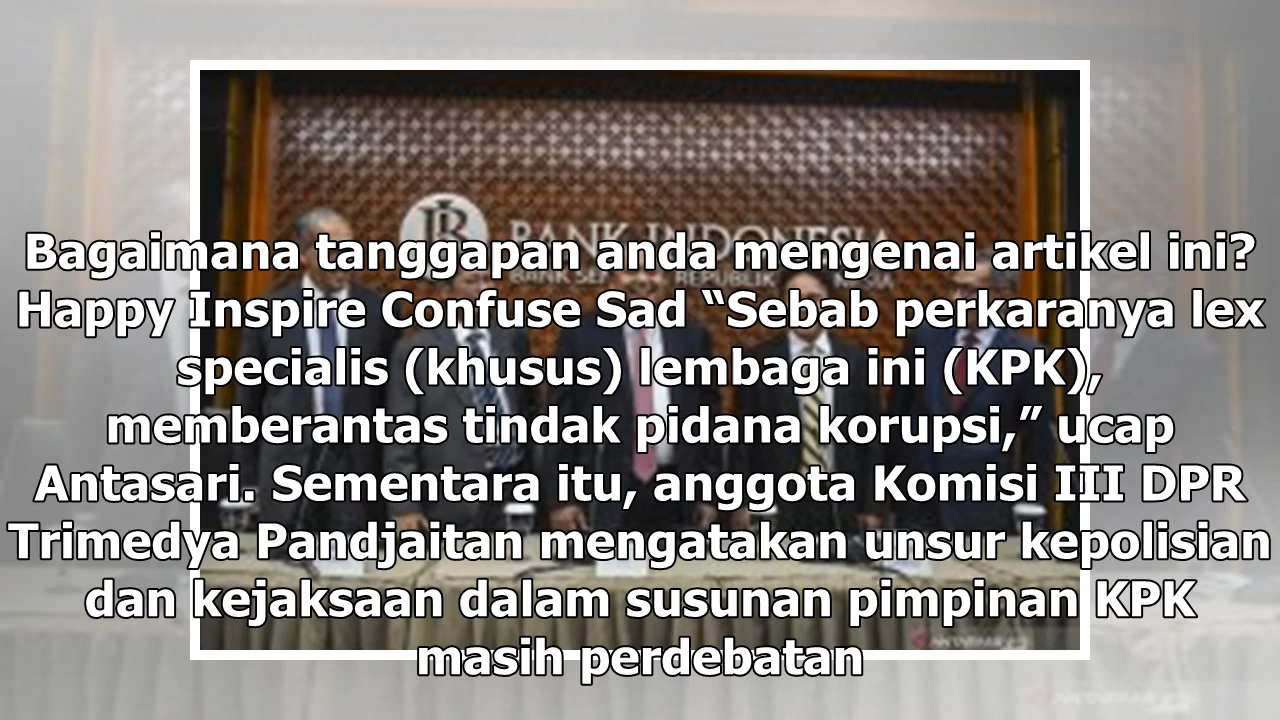 BANK INDONESIA
Bagaimana tanggapan anda mengenai artikel ini?
Happy Inspire Confuse Sad “Sebab perkaranya lex
specialis (khusus) lembaga ini (KPK),
memberantas tindak pidana korupsi,” ucap
Antasari. Sementara itu, anggota Komisi III DPR
Trimedya Pandjaitan mengatakan unsur kepolisian
dan kejaksaan dalam susunan pimpinan KPK
masih perdebatan